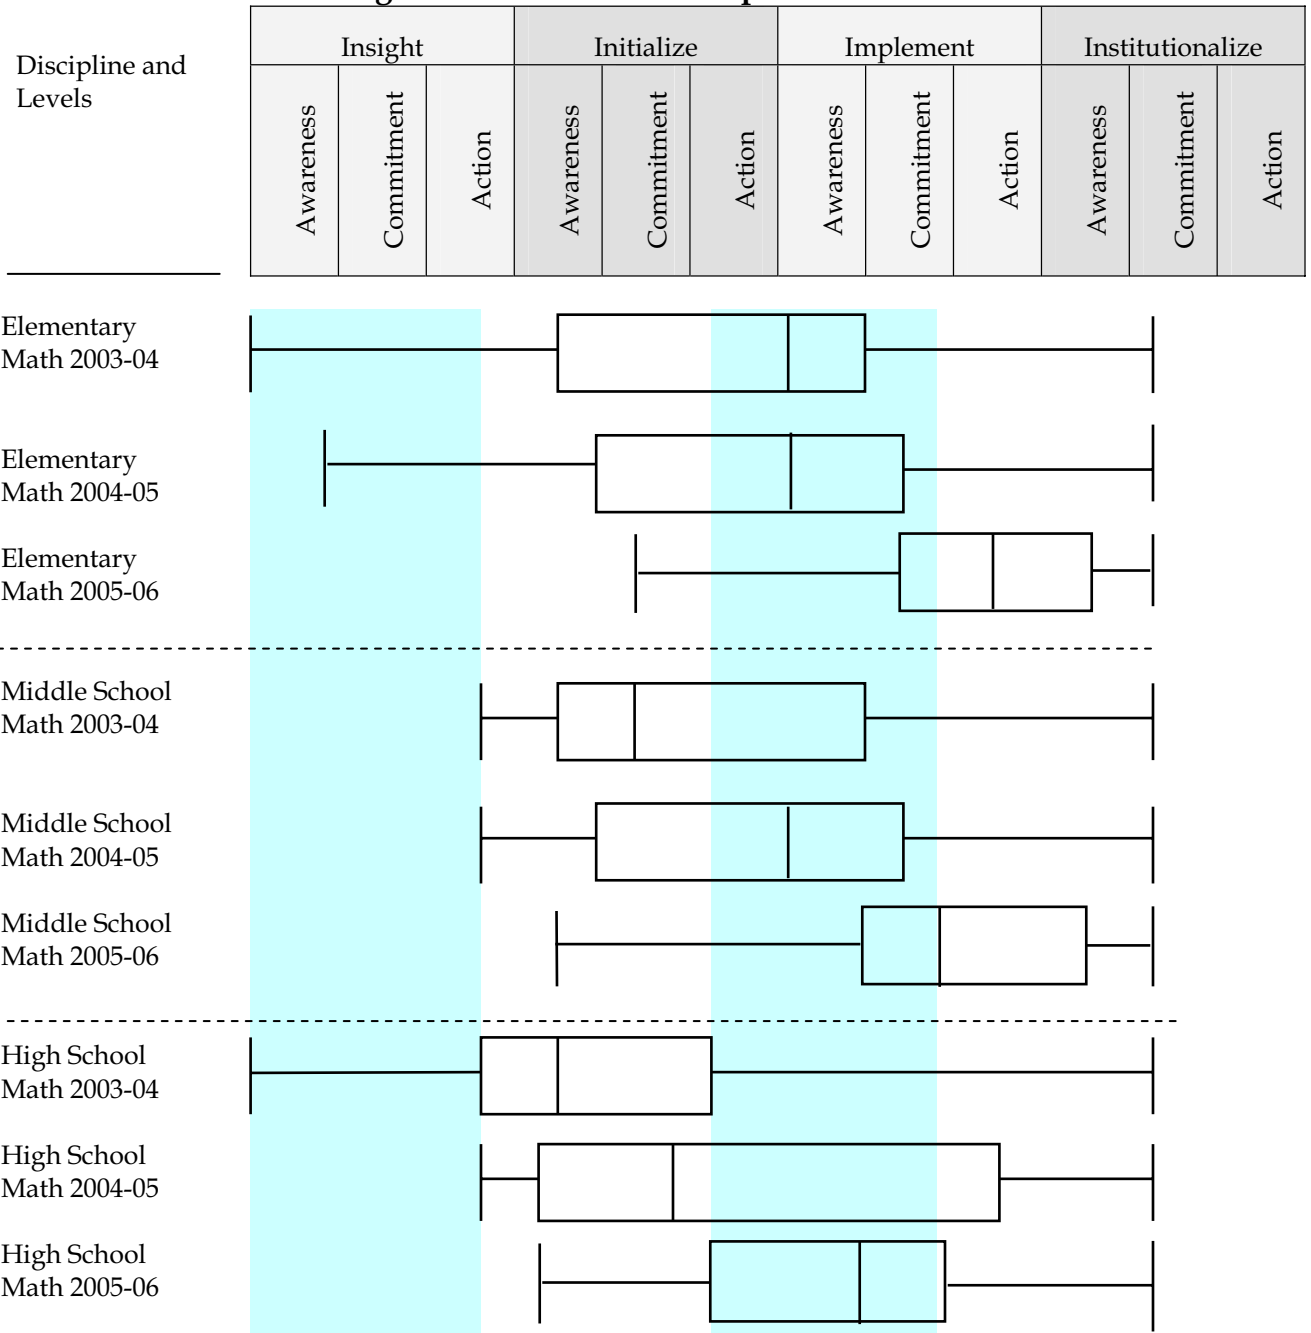 Discipline and
Levels
Insight
Initialize
Implement
Institutionalize
Awareness
Commitment
Action
Awareness
Commitment
Action
Awareness
Commitment
Action
Awareness
Commitment
Action
Elementary
Math 2003-04
Elementary
Math 2004-05
Elementary
Math 2005-06
Middle School
Math 2003-04
Middle School
Math 2004-05
Middle School
Math 2005-06
High School
Math 2003-04
High School
Math 2004-05
High School
Math 2005-06